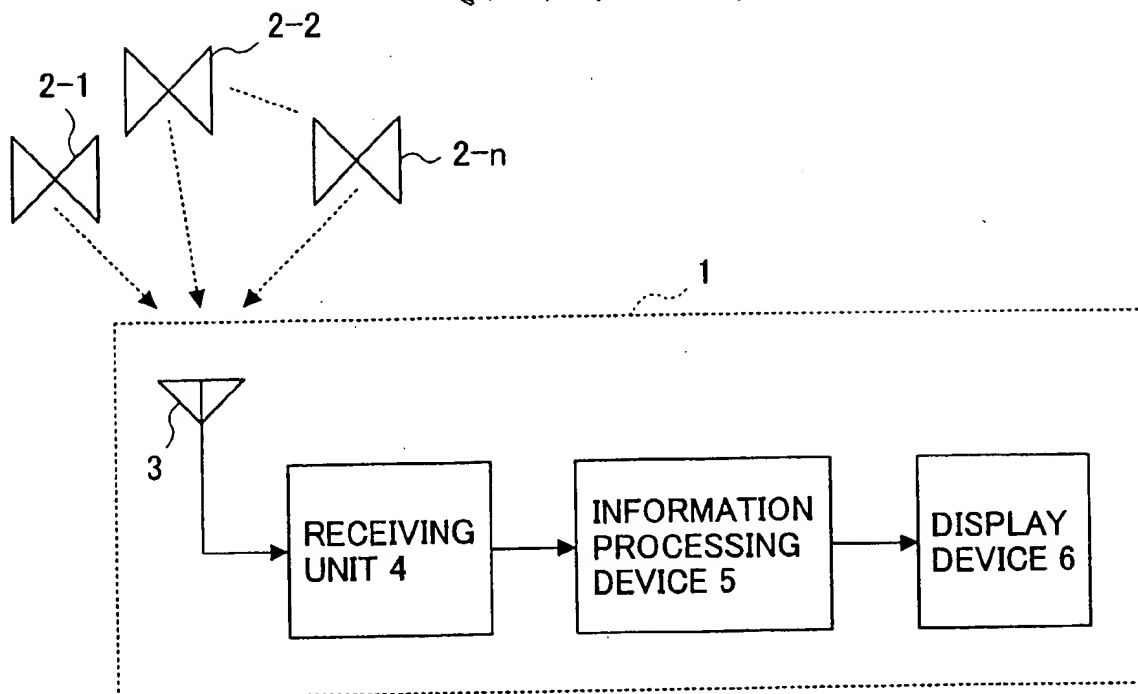 2-2
2-1
2-n
1
3
RECEIVING
UNIT 4
INFORMATION
PROCESSING
DEVICE 5
DISPLAY
DEVICE 6